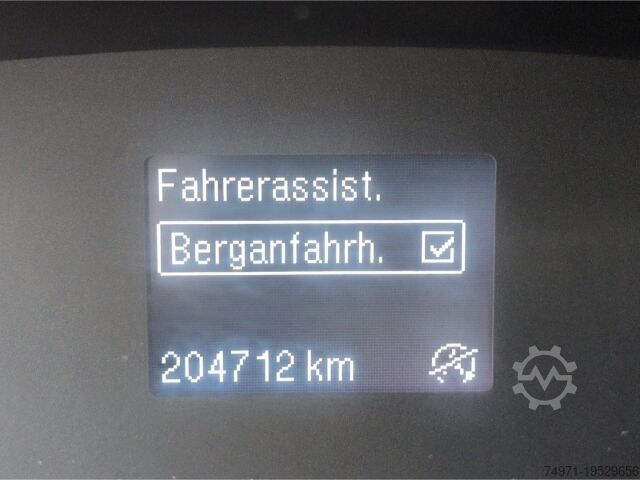 Fahrerassist.
Berganfahrh.
204712 km
74971-19529656